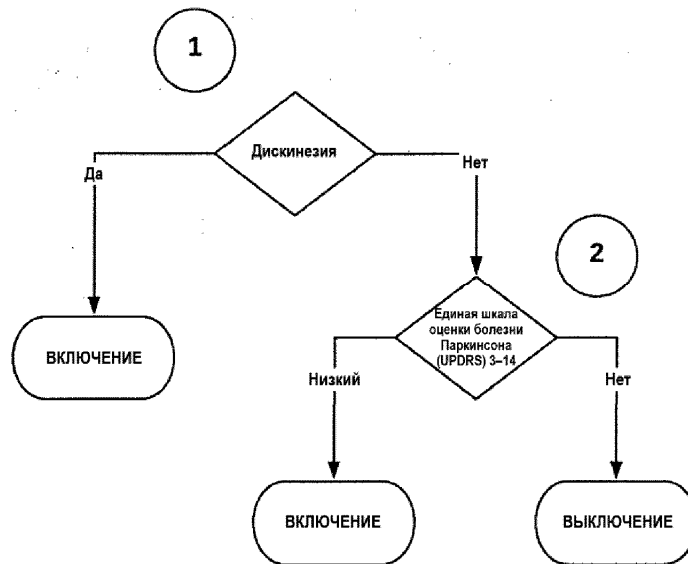 1
Дискинезия
Да
Нет
2
Единая шкала
оценки болезни
Паркинсона
(UPDRS) 3–14
ВКЛЮЧЕНИЕ
Низкий
Нет
ВКЛЮЧЕНИЕ
ВЫКЛЮЧЕНИЕ